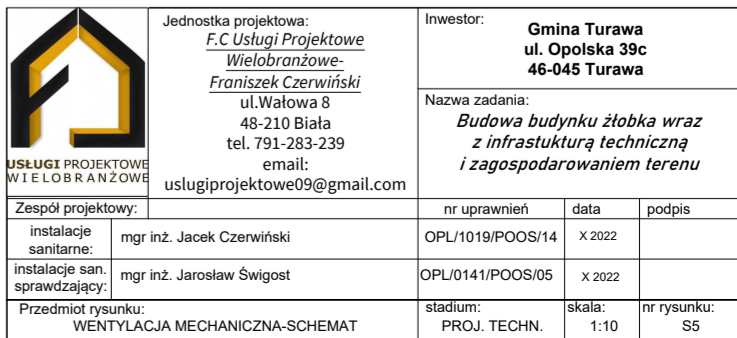 USŁUGI PROJEKTOWE
WIELOBRANŻOWE
Jednostka projektowa:
F.C Usługi Projektowe
Wielobranżowe-
Franiszek Czerwiński
ul.Wałowa 8
48-210 Biała
tel. 791-283-239
email:
uslugiprojektowe09@gmail.com
Inwestor:
Gmina Turawa
ul. Opolska 39c
46-045 Turawa
Nazwa zadania:
Budowa budynku żłobka wraz
z infrastukturą techniczną
i zagospodarowaniem terenu
Zespół projektowy: nr uprawnień data podpis
instalacje
sanitarne: mgr inż. Jacek Czerwiński OPL/1019/POOS/14 X 2022
instalacje san.
sprawdzający: mgr inż. Jarosław Świgost OPL/0141/POOS/05 X 2022
Przedmiot rysunku: stadium: skala: nr rysunku:
WENTYLACJA MECHANICZNA-SCHEMAT PROJ. TECHN. 1:10 S5